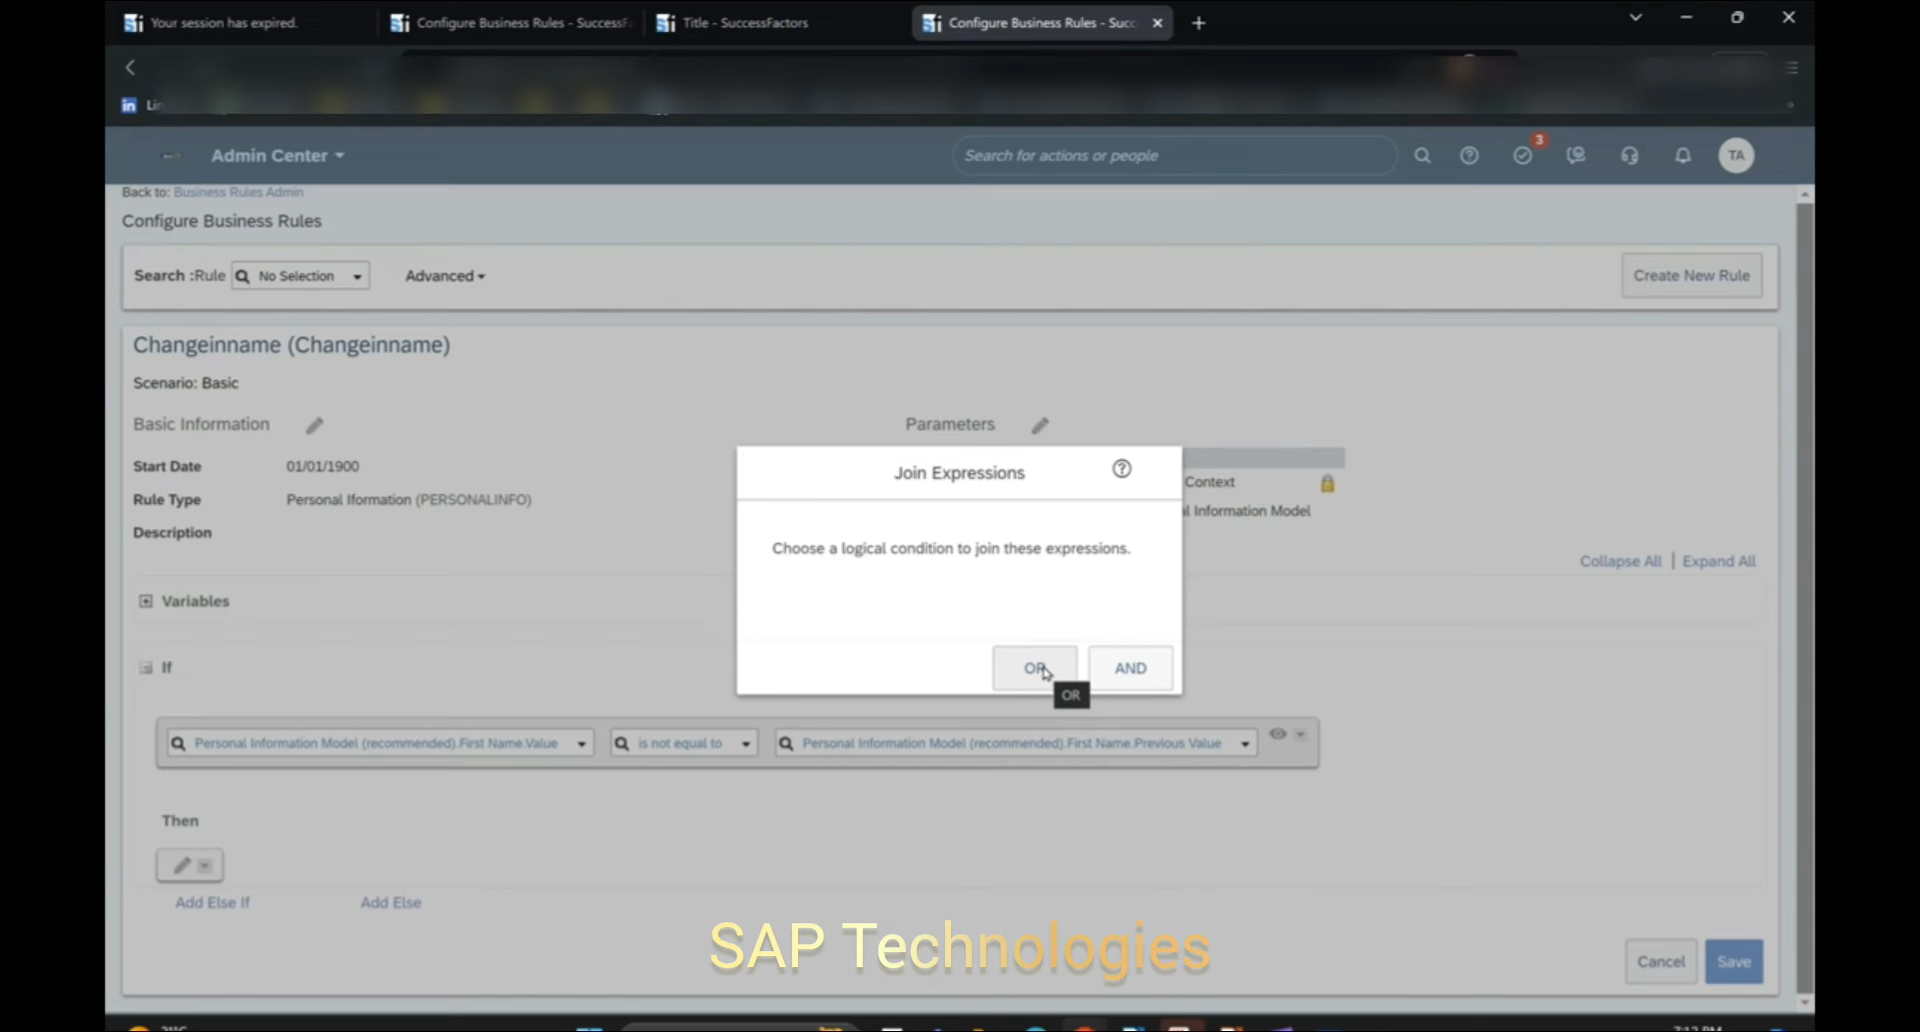 Your session has expired.
Configure Business Rules - SuccessF
Title - SuccessFactors
Configure Business Rules - Succ
in
Admin Center
Search for actions or people
3
TA
Back to: Business Rules Admin
Configure Business Rules
Search :Rule
No Selection
Advanced
Create New Rule
Changeinname (Changeinname)
Scenario: Basic
Basic Information
Parameters
Start Date
01/01/1900
Rule Type
Personal Iformation (PERSONALINFO)
Description
Context
l Information Model
Join Expressions
Choose a logical condition to join these expressions.
OR
AND
OR
Collapse All | Expand All
Variables
If
Personal Information Model (recommended).First Name.Value
is not equal to
Personal Information Model (recommended).First Name.Previous Value
Then
Add Else If
Add Else
SAP Technologies
Cancel
Save